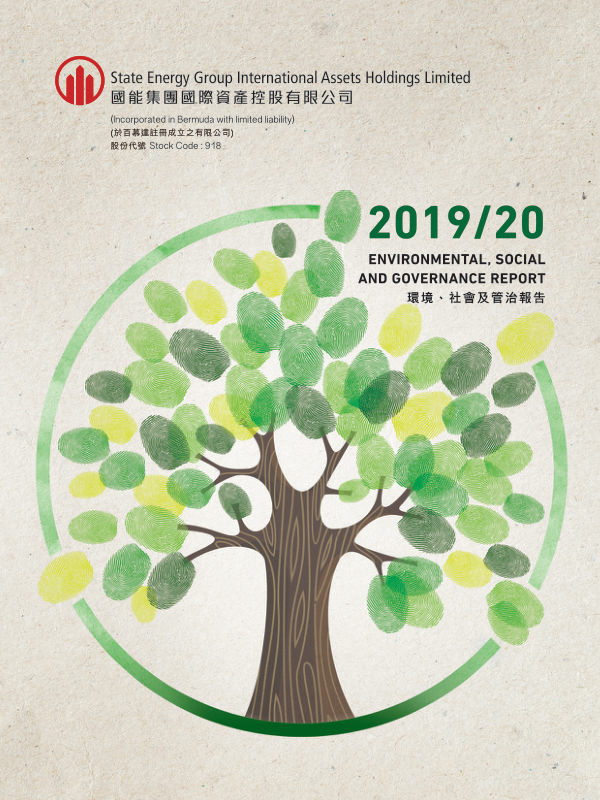 State Energy Group International Assets Holdings Limited
國能集團國際資產控股有限公司
(Incorporated in Bermuda with limited liability)
(於百慕達註冊成立之有限公司)
股份代號 Stock Code : 918
2019/20
ENVIRONMENTAL, SOCIAL
AND GOVERNANCE REPORT
環境、社會及管治報告